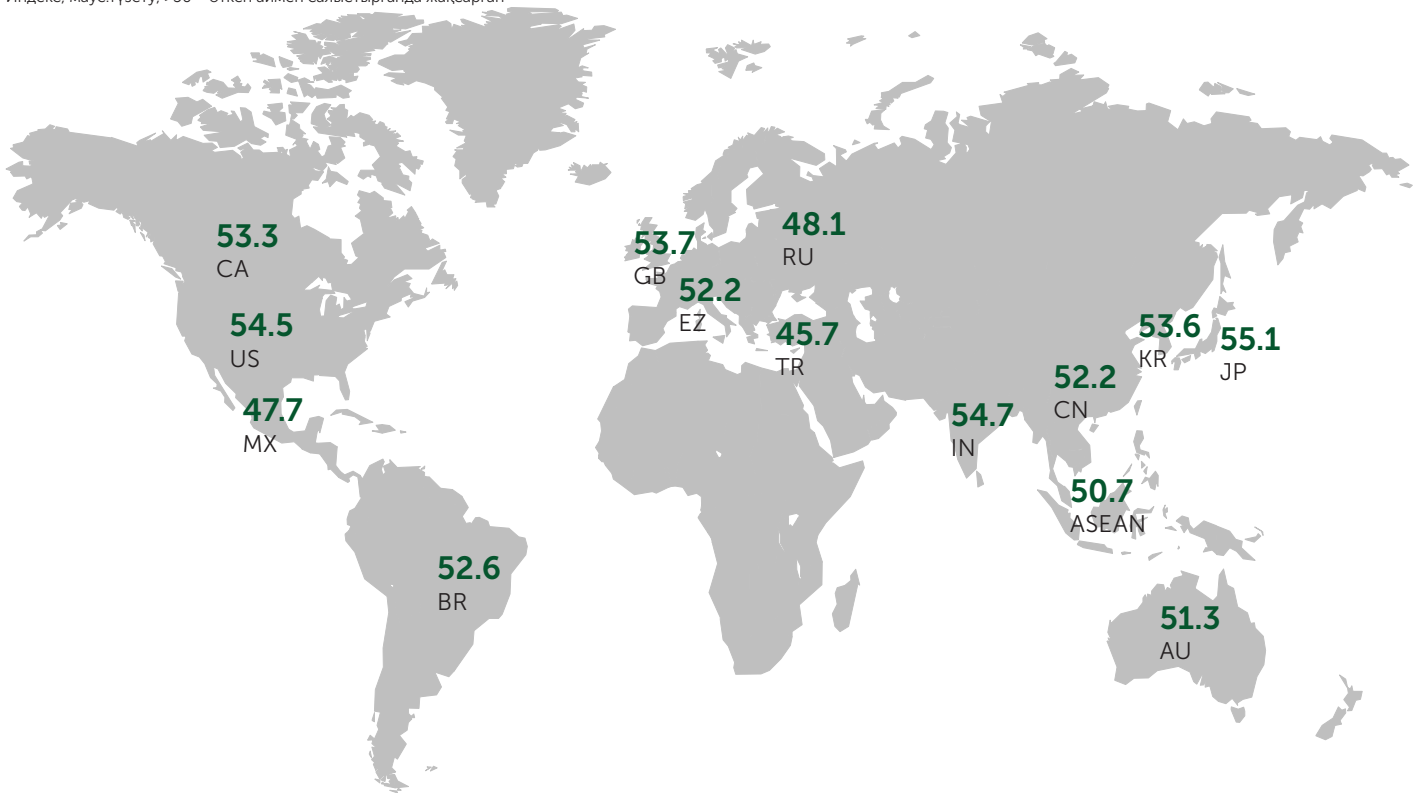 53.3
CA
54.5
US
47.7
MX
52.6
BR
53.7
GB
52.2
EZ
48.1
RU
45.7
TR
54.7
IN
52.2
CN
53.6
KR
55.1
JP
50.7
ASEAN
51.3
AU